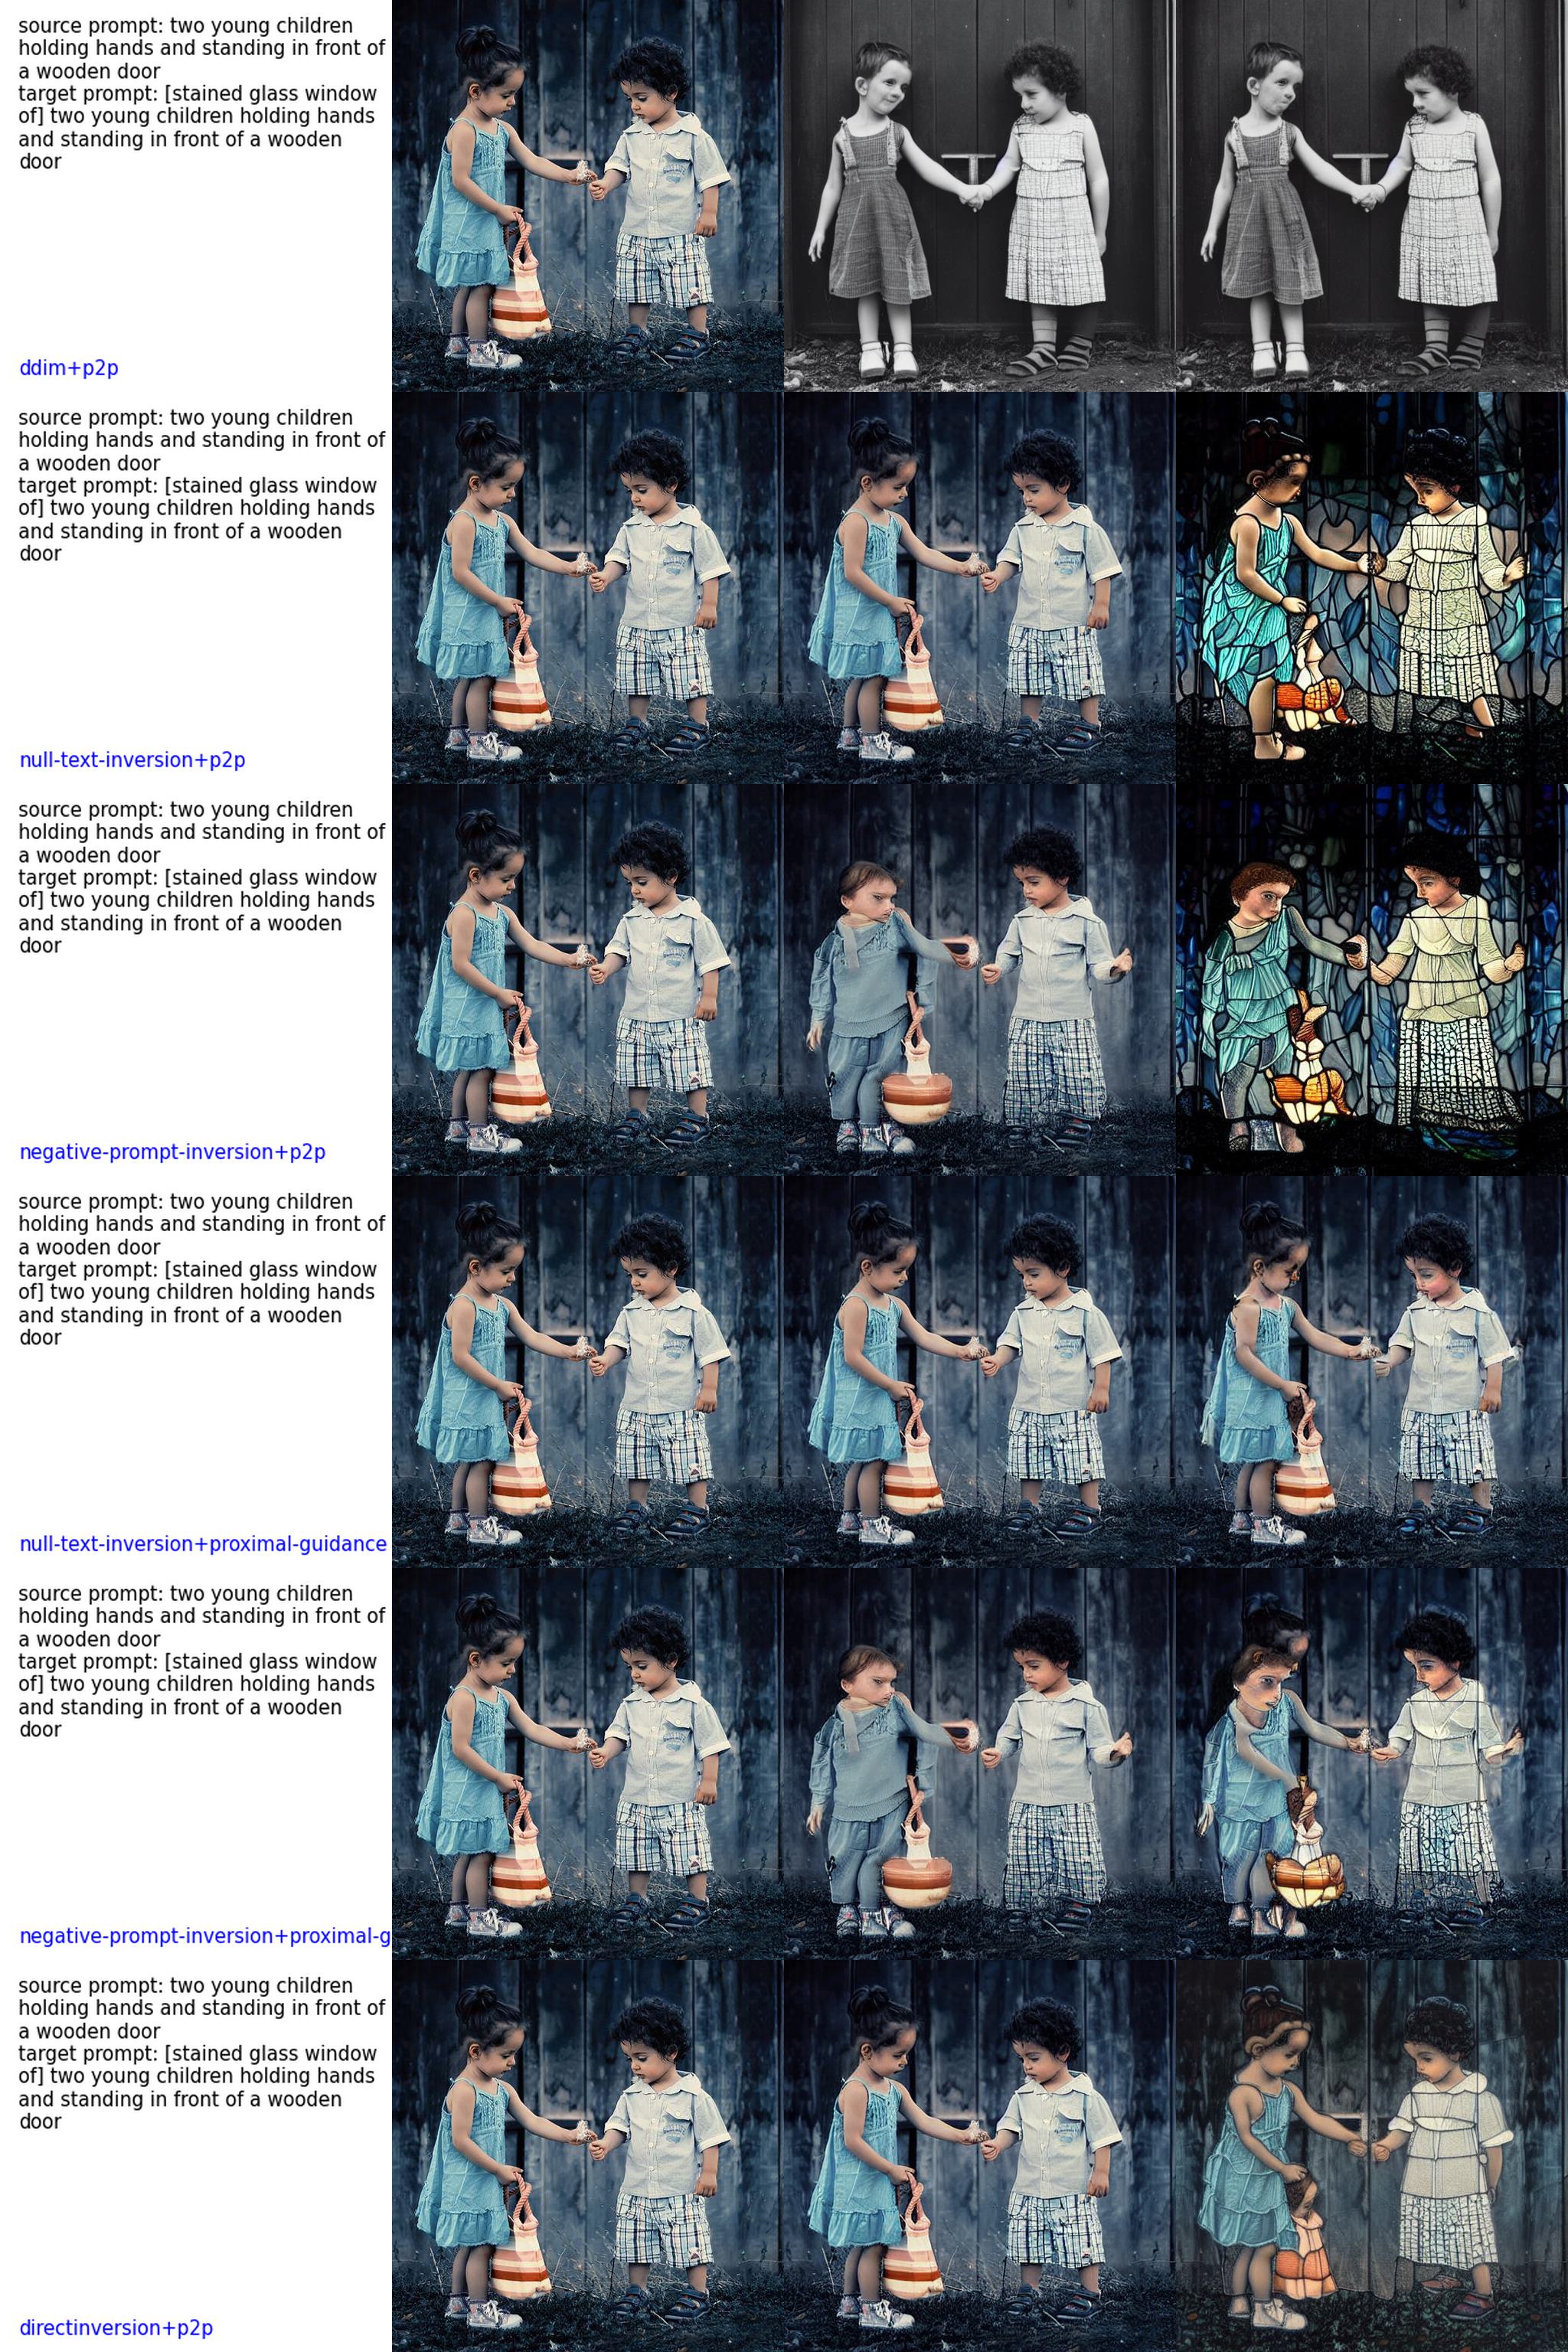 source prompt: two young children
holding hands and standing in front of
a wooden door
target prompt: [stained glass window
of] two young children holding hands
and standing in front of a wooden
door
ddim+p2p
source prompt: two young children
holding hands and standing in front of
a wooden door
target prompt: [stained glass window
of] two young children holding hands
and standing in front of a wooden
door
null-text-inversion+p2p
source prompt: two young children
holding hands and standing in front of
a wooden door
target prompt: [stained glass window
of] two young children holding hands
and standing in front of a wooden
door
negative-prompt-inversion+p2p
source prompt: two young children
holding hands and standing in front of
a wooden door
target prompt: [stained glass window
of] two young children holding hands
and standing in front of a wooden
door
null-text-inversion+proximal-guidance
source prompt: two young children
holding hands and standing in front of
a wooden door
target prompt: [stained glass window
of] two young children holding hands
and standing in front of a wooden
door
negative-prompt-inversion+proximal-g
source prompt: two young children
holding hands and standing in front of
a wooden door
target prompt: [stained glass window
of] two young children holding hands
and standing in front of a wooden
door
directinversion+p2p